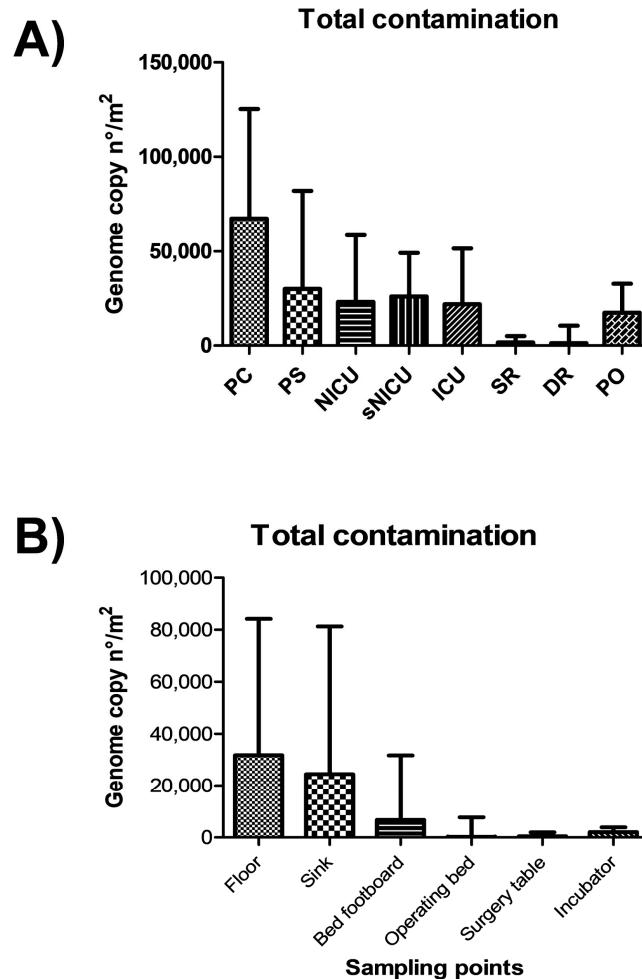 A)
Total contamination
Genome copy n°/m²
150,000
100,000
50,000
0
PC
PS
NICU
sNICU
ICU
SR
DR
PO
B)
Total contamination
Genome copy n°/m²
100,000
80,000
60,000
40,000
20,000
0
Floor
Sink
Bed footboard
Operating bed
Surgery table
Incubator
Sampling points